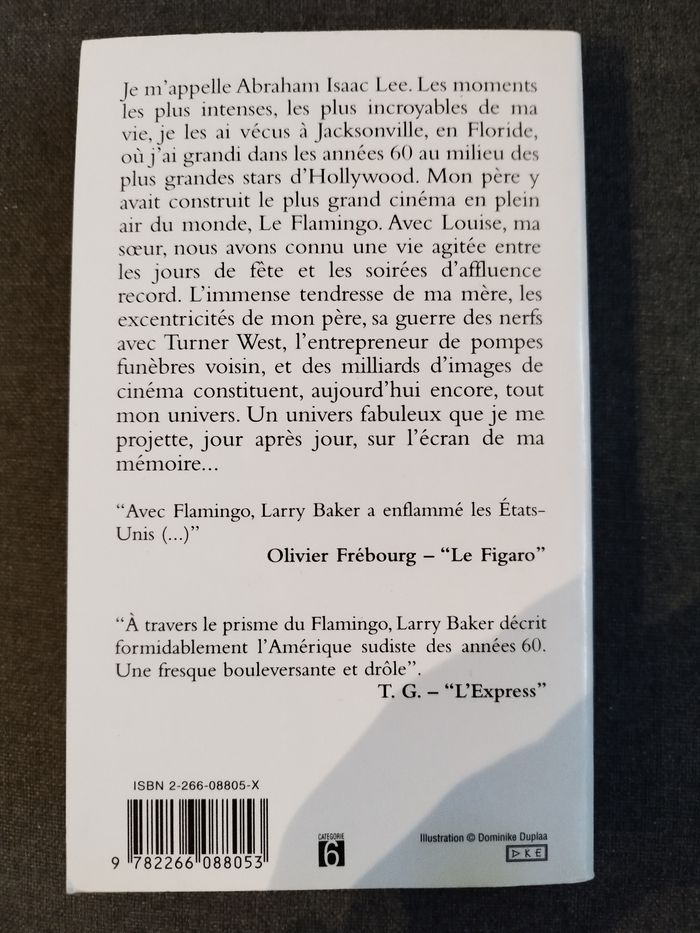 Je m'appelle Abraham Isaac Lee. Les moments
les plus intenses, les plus incroyables de ma
vie, je les ai vécus à Jacksonville, en Floride,
où j'ai grandi dans les années 60 au milieu des
plus grandes stars d'Hollywood. Mon père y
avait construit le plus grand cinéma en plein
air du monde, Le Flamingo. Avec Louise, ma
sœur, nous avons connu une vie agitée entre
les jours de fête et les soirées d'affluence
record. L'immense tendresse de ma mère, les
excentricités de mon père, sa guerre des nerfs
avec Turner West, l'entrepreneur de pompes
funèbres voisin, et des milliards d'images de
cinéma constituent, aujourd'hui encore, tout
mon univers. Un univers fabuleux que je me
projette, jour après jour, sur l'écran de ma
mémoire...
“Avec Flamingo, Larry Baker a enflammé les États-
Unis (...)”
Olivier Frébourg – “Le Figaro”
“À travers le prisme du Flamingo, Larry Baker décrit
formidablement l'Amérique sudiste des années 60.
Une fresque bouleversante et drôle”.
T. G. – “L'Express”
ISBN 2-266-08805-X
9 782266 088053
CATEGORIE
6
Illustration © Dominike Duplaa
DKE